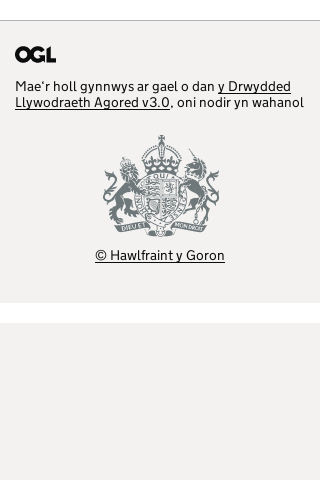 OGL
Mae'r holl gynnwys ar gael o dan y Drwydded
Llywodraeth Agored v3.0, oni nodir yn wahanol
DIEU ET MON DROIT
© Hawlfraint y Goron